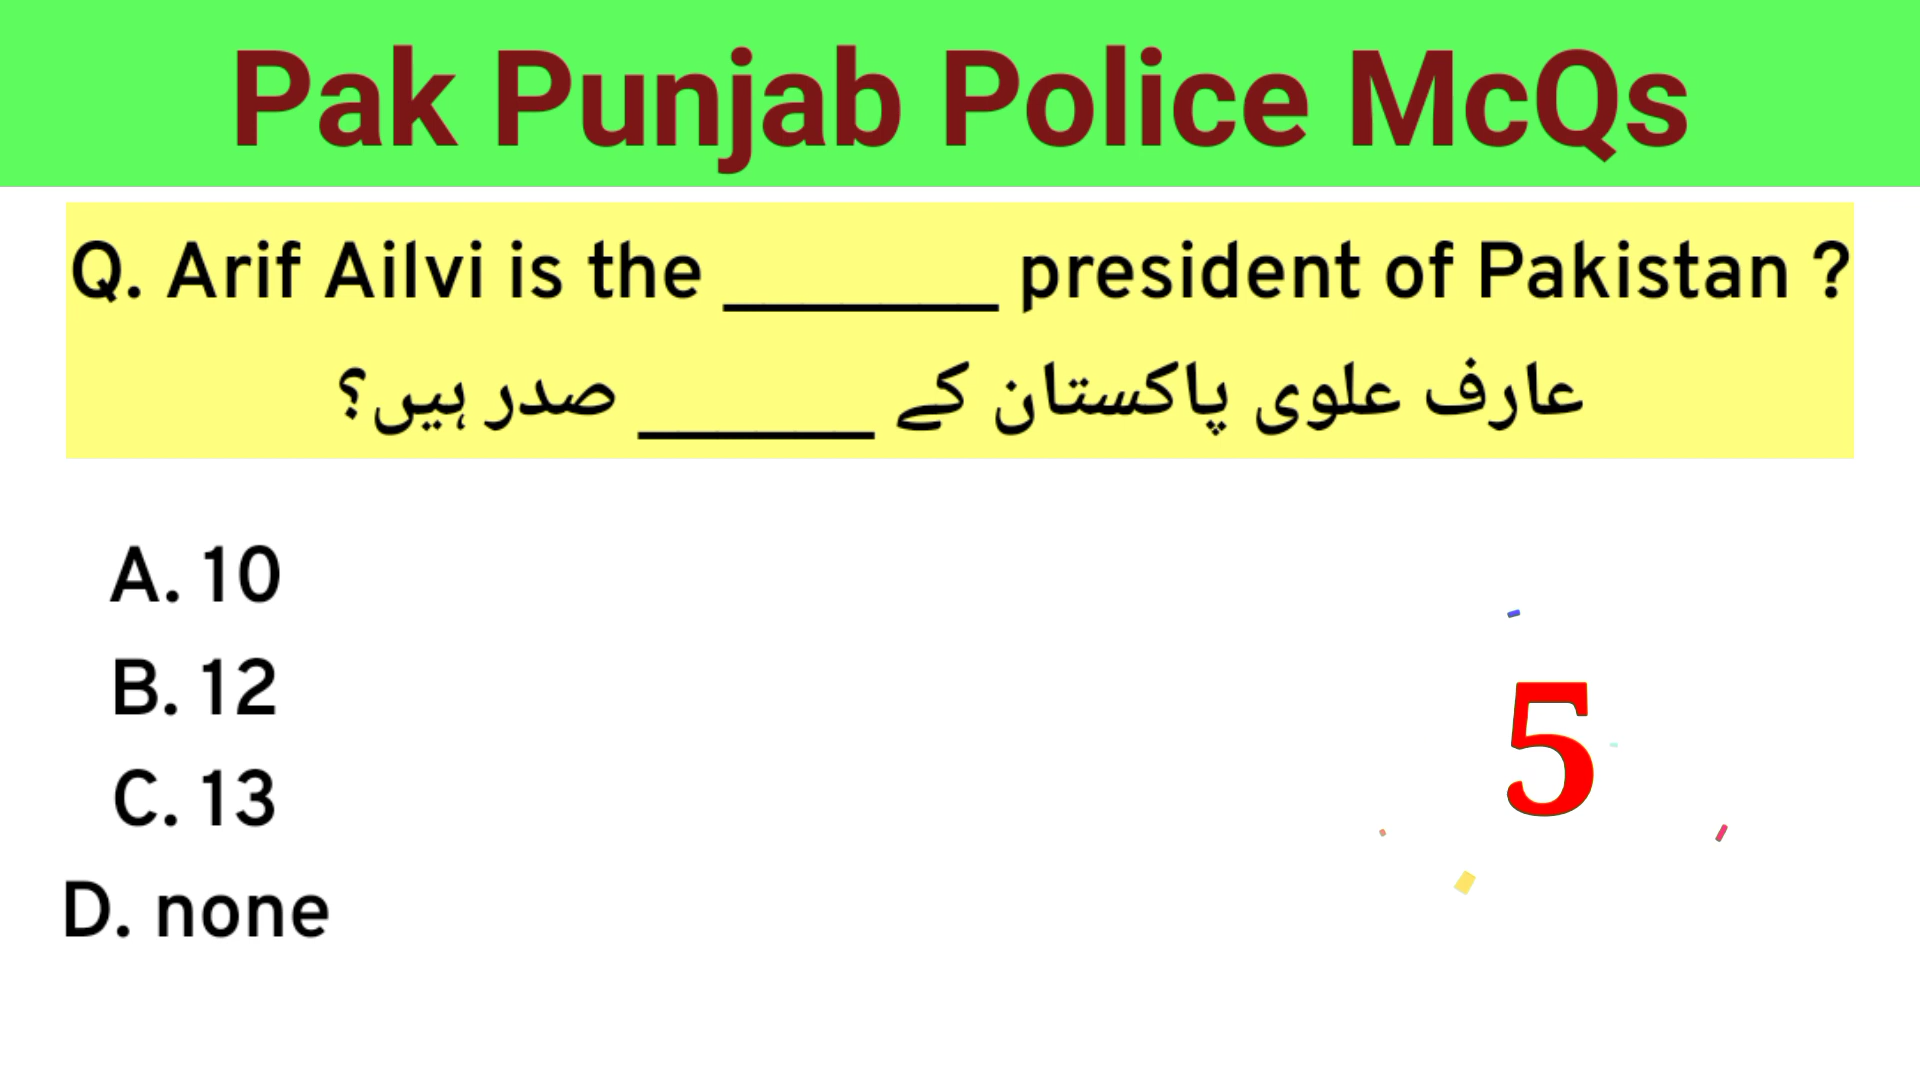 Pak Punjab Police McQs
Q. Arif Ailvi is the _______ president of Pakistan ?
عارف علوی پاکستان کے ______ صدر ہیں؟
A. 10
B. 12
C. 13
5
D. none